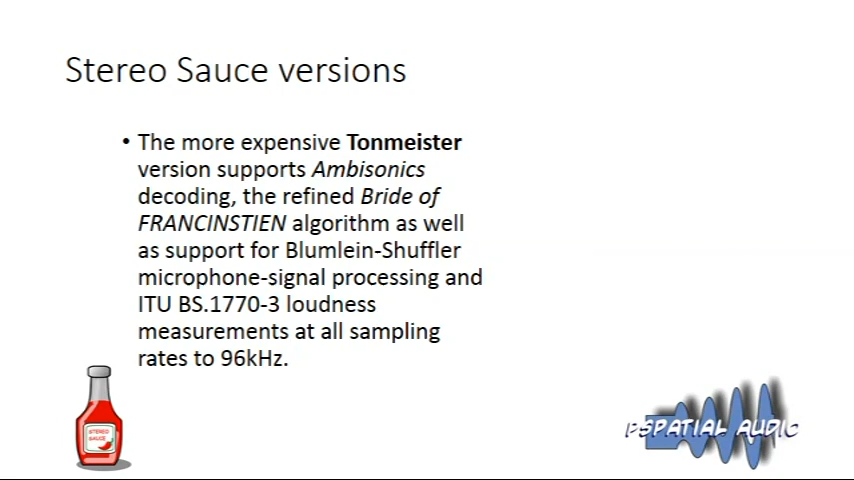 Stereo Sauce versions
• The more expensive Tonmeister
version supports Ambisonics
decoding, the refined Bride of
FRANCINSTIEN algorithm as well
as support for Blumlein-Shuffler
microphone-signal processing and
ITU BS.1770-3 loudness
measurements at all sampling
rates to 96kHz.
STEREO
SAUCE
PSPATIAL AUDIO